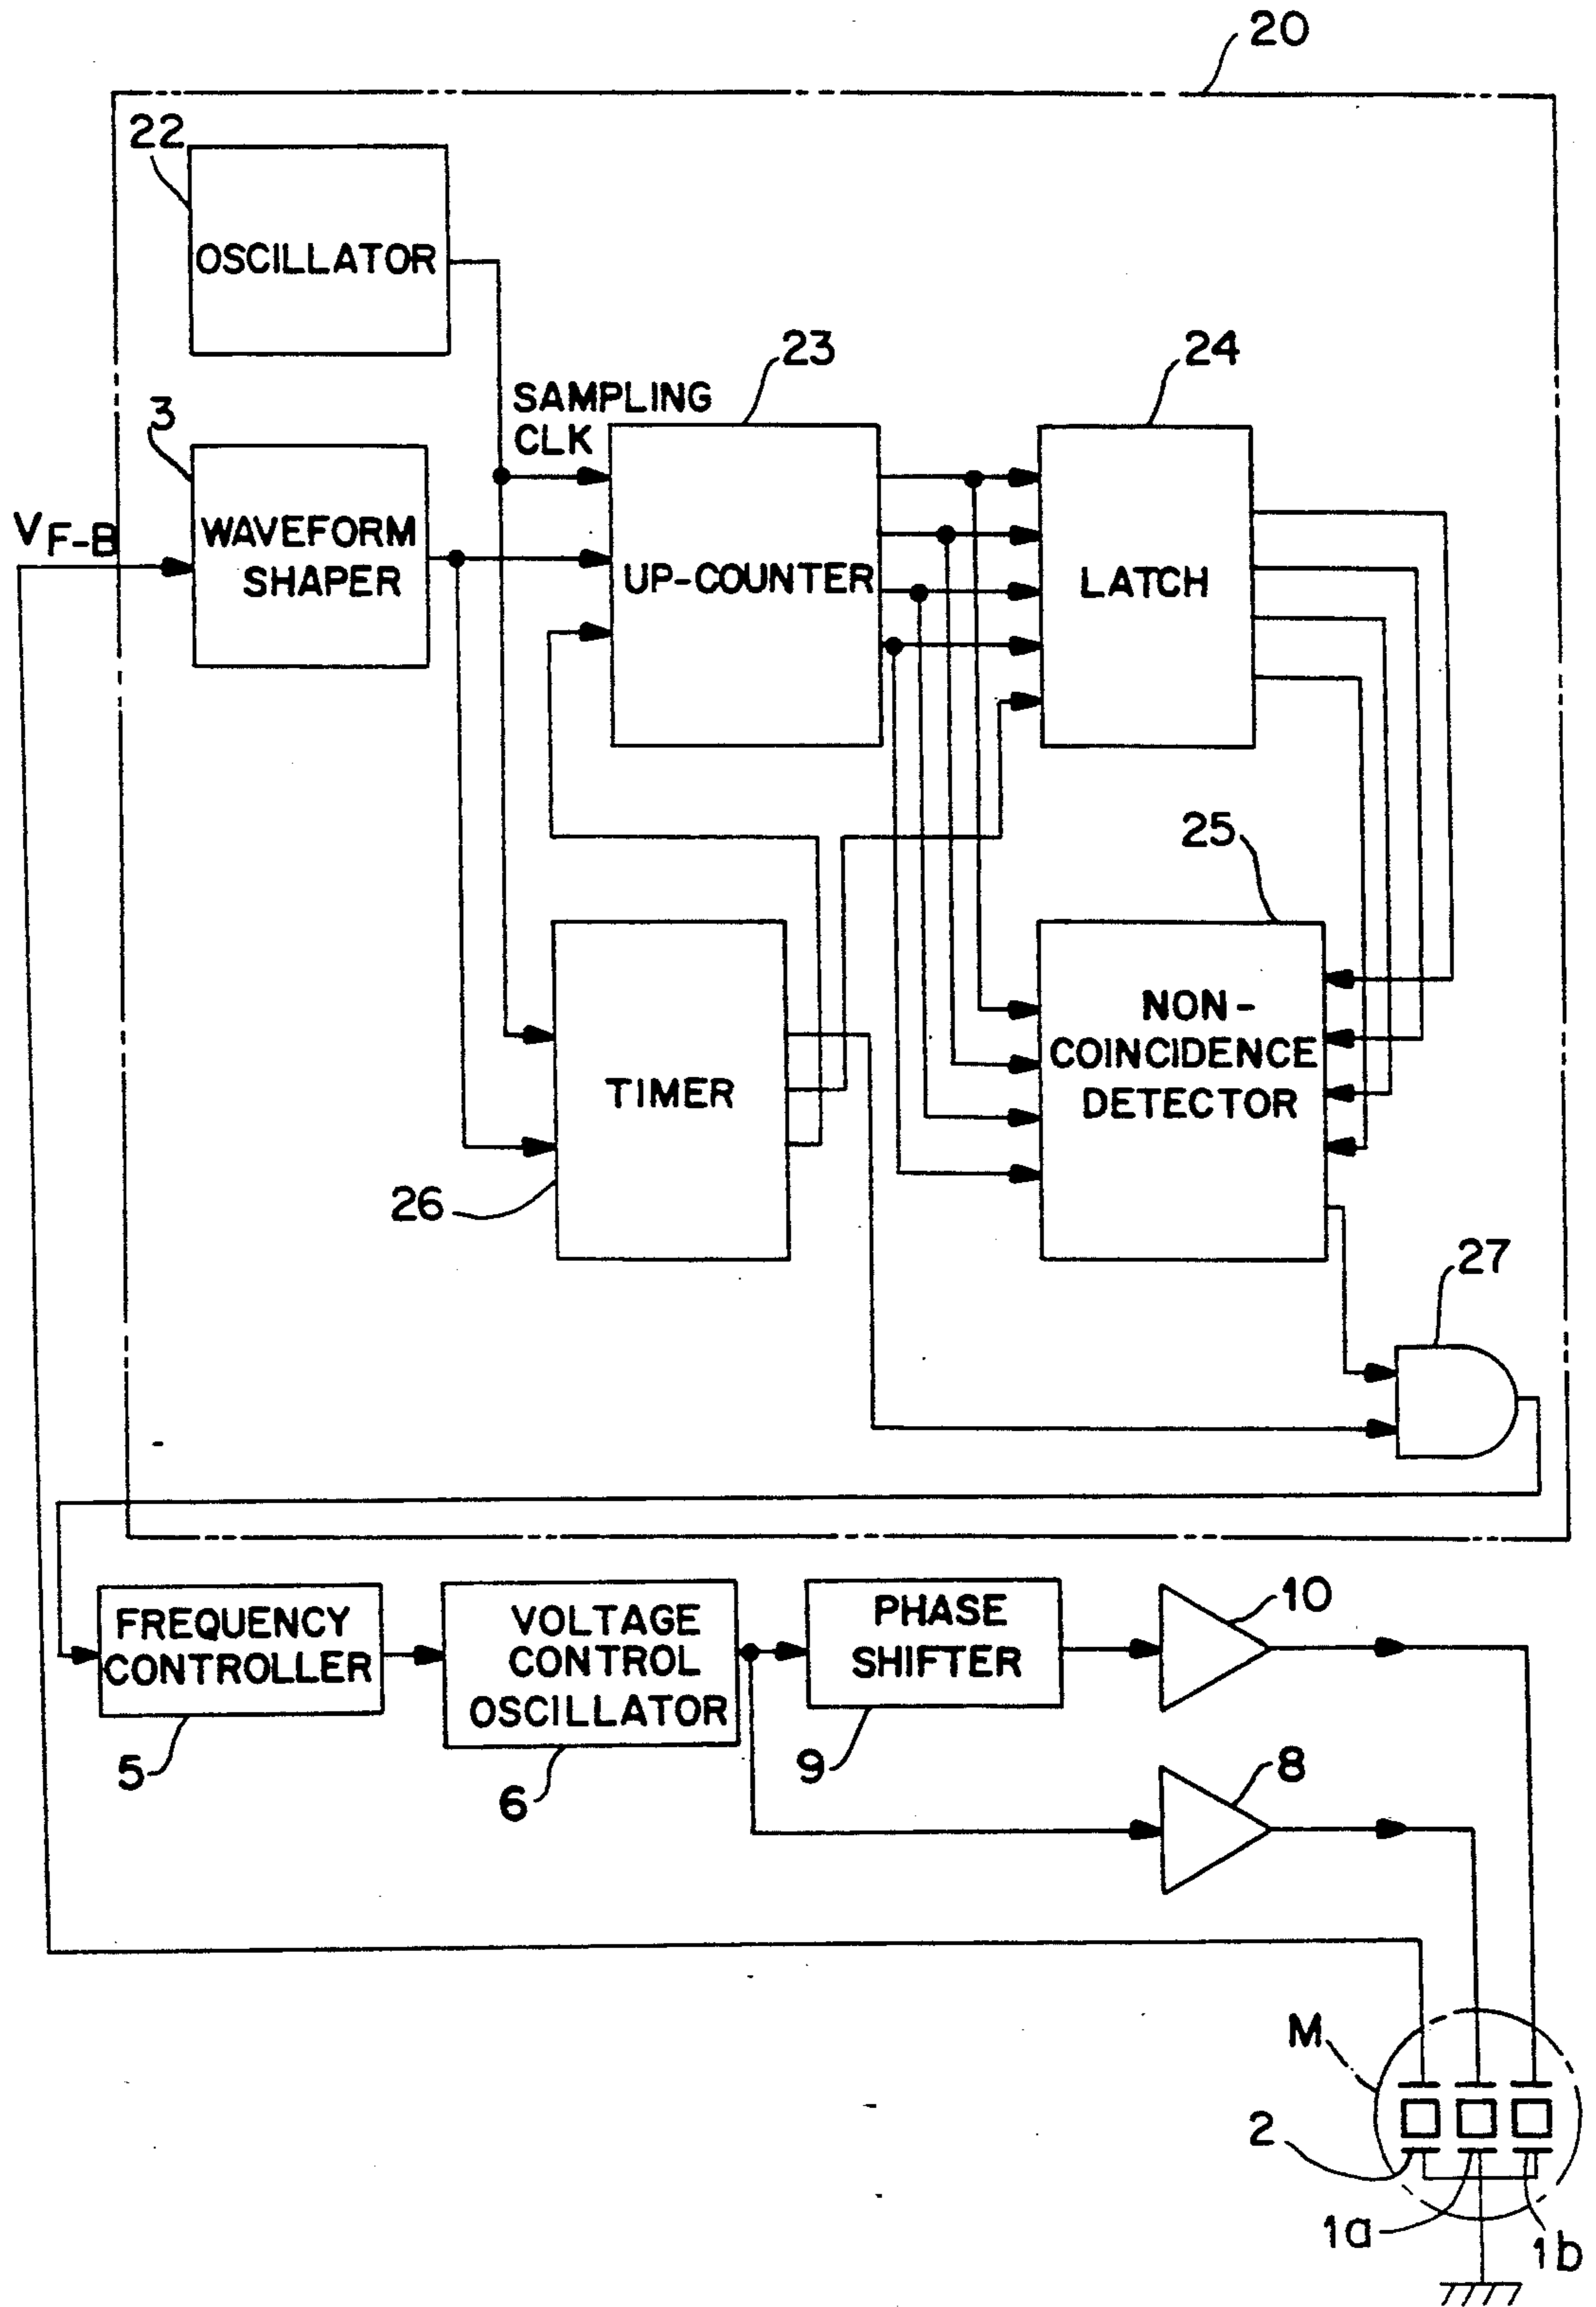 20
22
OSCILLATOR
23
24
SAMPLING
CLK
3
VF-B
WAVEFORM
SHAPER
UP-COUNTER
LATCH
25
NON-
COINCIDENCE
DETECTOR
TIMER
26
27
FREQUENCY
CONTROLLER
5
VOLTAGE
CONTROL
OSCILLATOR
6
PHASE
SHIFTER
9
10
8
M
2
1a
1b